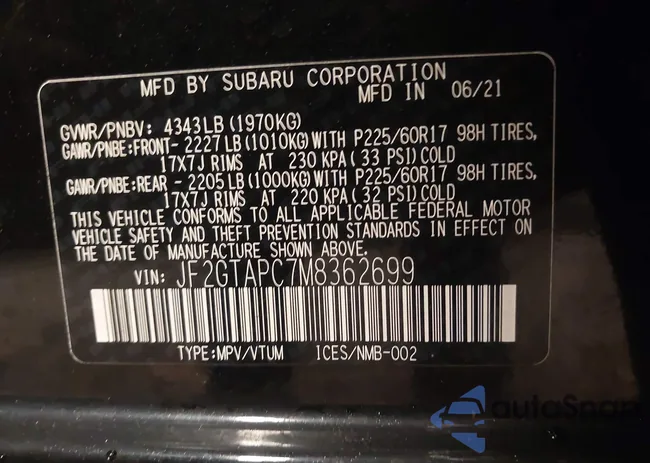 MFD BY SUBARU CORPORATION
MFD IN 06/21
GVWR/PNBV: 4343LB(1970KG)
GAWR/PNBE:FRONT- 2227LB(1010KG)WITH P225/60R17 98H TIRES,
17X7J RIMS AT 230 KPA( 33 PSI)COLD
GAWR/PNBE:REAR - 2205LB(1000KG)WITH P225/60R17 98H TIRES,
17X7J RIMS AT 220 KPA( 32 PSI)COLD
THIS VEHICLE CONFORMS TO ALL APPLICABLE FEDERAL MOTOR
VEHICLE SAFETY AND THEFT PREVENTION STANDARDS IN EFFECT ON
THE DATE OF MANUFACTURE SHOWN ABOVE.
VIN: JF2GTAPC7M8362699
TYPE:MPV/VTUM ICES/NMB-002
autoSnap